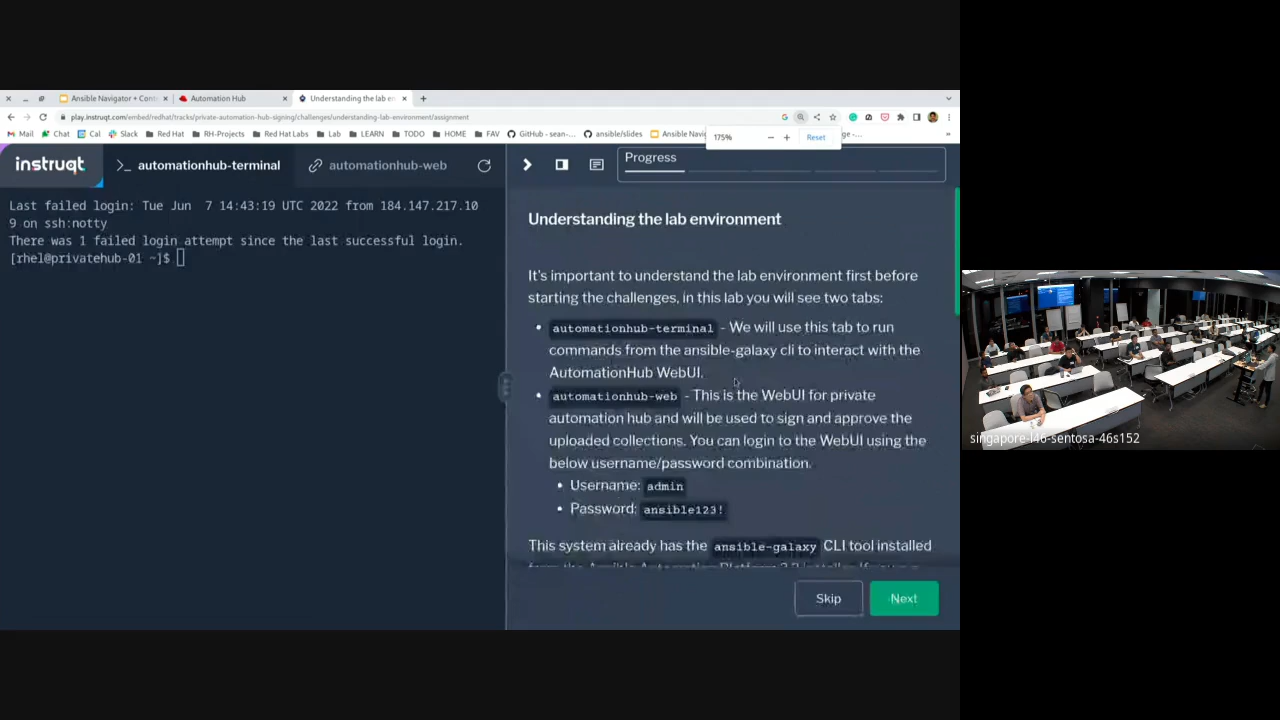 Ansible Navigator + Conte
Automation Hub
Understanding the lab en
play.instruqt.com/embed/redhat/tracks/private-automation-hub-signing/challenges/understanding-lab-environment/assignment
Mail
Chat
Cal
Slack
Red Hat
RH-Projects
Red Hat Labs
Lab
LEARN
TODO
HOME
FAV
GitHub - sean-...
ansible/slides
Ansible Navig
ge -...
175%
Reset
instruqt
>_ automationhub-terminal
automationhub-web
Progress
Last failed login: Tue Jun 7 14:43:19 UTC 2022 from 184.147.217.10
9 on ssh:notty
There was 1 failed login attempt since the last successful login.
[rhel@privatehub-01 ~]$
Understanding the lab environment
It's important to understand the lab environment first before
starting the challenges, in this lab you will see two tabs:
• automationhub-terminal - We will use this tab to run
commands from the ansible-galaxy cli to interact with the
AutomationHub WebUI.
• automationhub-web - This is the WebUI for private
automation hub and will be used to sign and approve the
uploaded collections. You can login to the WebUI using the
below username/password combination.
• Username: admin
• Password: ansible123!
This system already has the ansible-galaxy CLI tool installed
Skip
Next
singapore-l46-sentosa-46s152